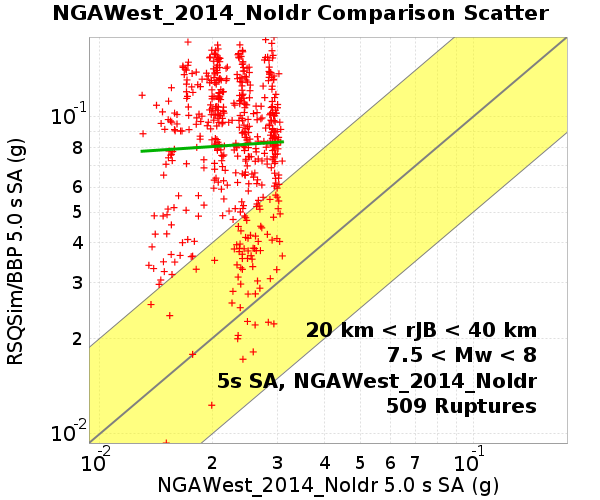 NGAWest_2014_NoIdr Comparison Scatter
RSQSim/BBP 5.0 s SA (g)
10-1
8
6
5
4
3
2
10-2
20 km < rJB < 40 km
7.5 < Mw < 8
5s SA, NGAWest_2014_NoIdr
509 Ruptures
10-2 2 3 4 5 6 7 10-1
NGAWest_2014_NoIdr 5.0 s SA (g)